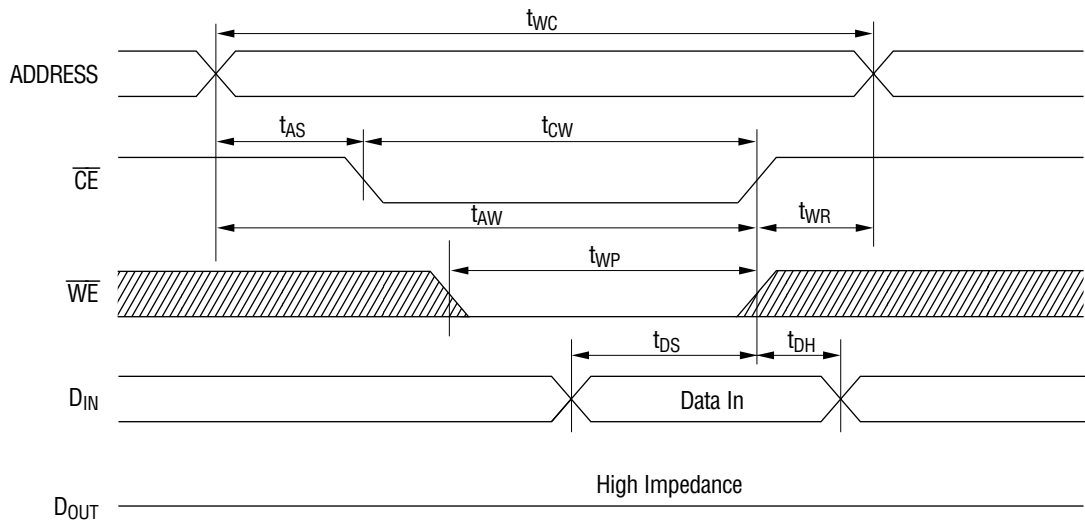 tWC
ADDRESS
tAS
tCW
CE
tAW
tWR
tWP
WE
tDS
tDH
DIN
Data In
High Impedance
DOUT